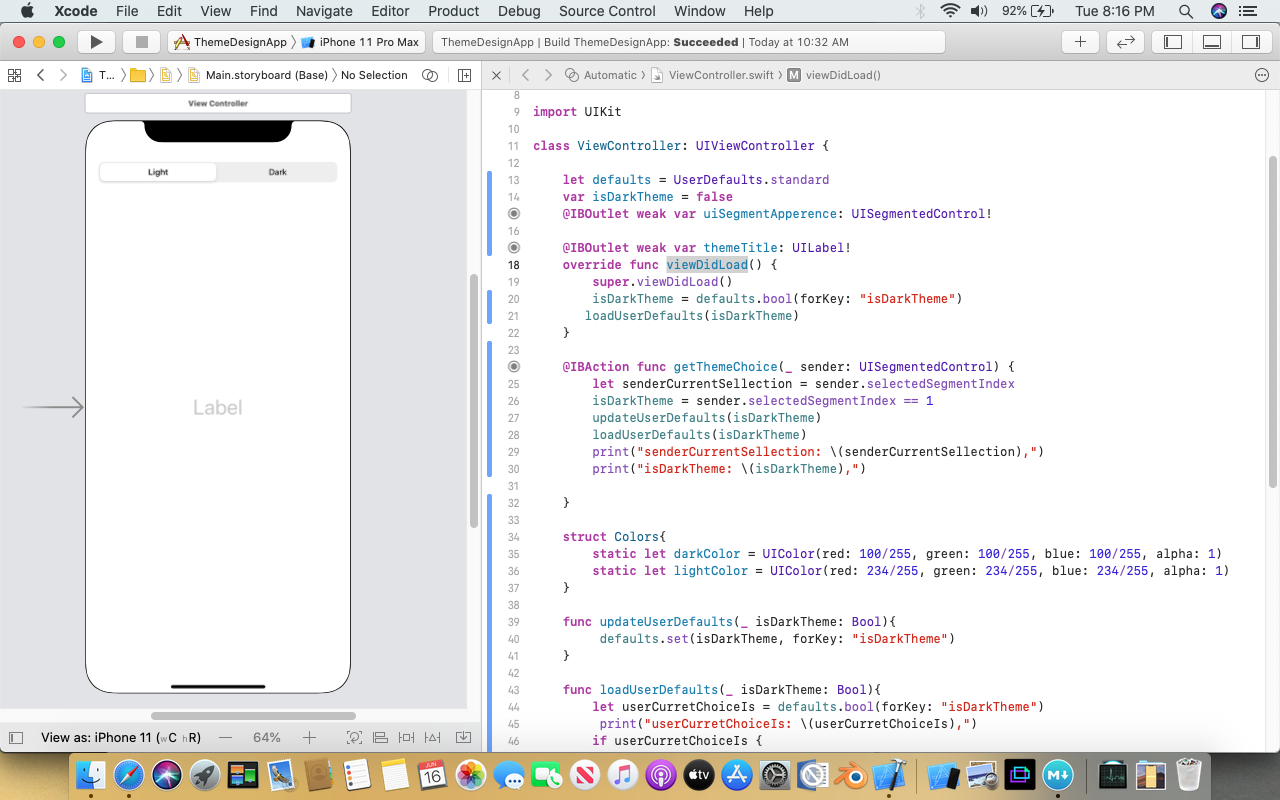 Xcode File Edit View Find Navigate Editor Product Debug Source Control Window Help 92% Tue 8:16 PM
ThemeDesignApp iPhone 11 Pro Max ThemeDesignApp | Build ThemeDesignApp: Succeeded | Today at 10:32 AM
T... Main.storyboard (Base) No Selection
Automatic ViewController.swift M viewDidLoad()
View Controller
Light Dark
Label
View as: iPhone 11 (wC hR) — 64% +
8
9 import UIKit
10
11 class ViewController: UIViewController {
12
13 let defaults = UserDefaults.standard
14 var isDarkTheme = false
@IBOutlet weak var uiSegmentApperence: UISegmentedControl!
16
@IBOutlet weak var themeTitle: UILabel!
18 override func viewDidLoad() {
19 super.viewDidLoad()
20 isDarkTheme = defaults.bool(forKey: "isDarkTheme")
21 loadUserDefaults(isDarkTheme)
22 }
23
@IBAction func getThemeChoice(_ sender: UISegmentedControl) {
25 let senderCurrentSellection = sender.selectedSegmentIndex
26 isDarkTheme = sender.selectedSegmentIndex == 1
27 updateUserDefaults(isDarkTheme)
28 loadUserDefaults(isDarkTheme)
29 print("senderCurrentSellection: \(senderCurrentSellection),")
30 print("isDarkTheme: \(isDarkTheme),")
31
32 }
33
34 struct Colors{
35 static let darkColor = UIColor(red: 100/255, green: 100/255, blue: 100/255, alpha: 1)
36 static let lightColor = UIColor(red: 234/255, green: 234/255, blue: 234/255, alpha: 1)
37 }
38
39 func updateUserDefaults(_ isDarkTheme: Bool){
40 defaults.set(isDarkTheme, forKey: "isDarkTheme")
41 }
42
43 func loadUserDefaults(_ isDarkTheme: Bool){
44 let userCurretChoiceIs = defaults.bool(forKey: "isDarkTheme")
45 print("userCurretChoiceIs: \(userCurretChoiceIs),")
46 if userCurretChoiceIs {
JUN
16
tv
M↓